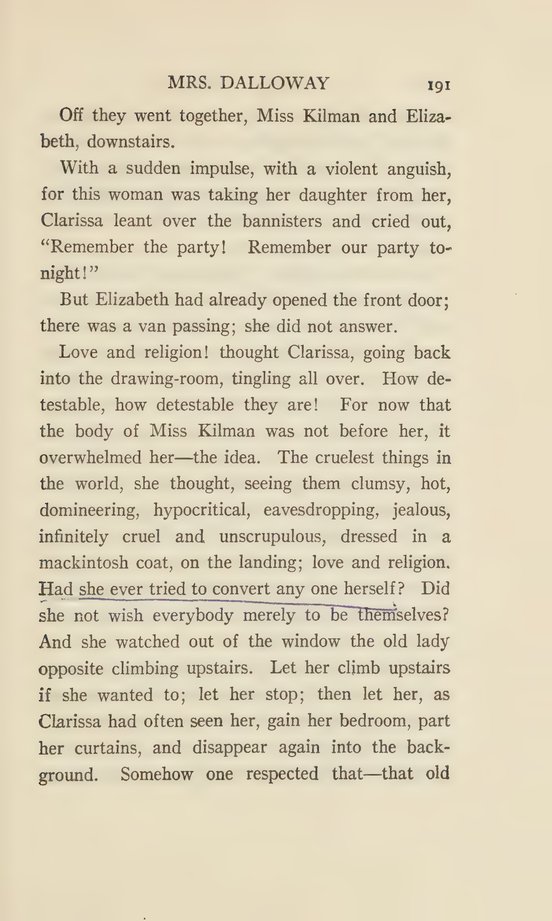 MRS. DALLOWAY 191
Off they went together, Miss Kilman and Eliza-
beth, downstairs.
With a sudden impulse, with a violent anguish,
for this woman was taking her daughter from her,
Clarissa leant over the bannisters and cried out,
“Remember the party! Remember our party to-
night!”
But Elizabeth had already opened the front door;
there was a van passing; she did not answer.
Love and religion! thought Clarissa, going back
into the drawing-room, tingling all over. How de-
testable, how detestable they are! For now that
the body of Miss Kilman was not before her, it
overwhelmed her—the idea. The cruelest things in
the world, she thought, seeing them clumsy, hot,
domineering, hypocritical, eavesdropping, jealous,
infinitely cruel and unscrupulous, dressed in a
mackintosh coat, on the landing; love and religion.
Had she ever tried to convert any one herself? Did
she not wish everybody merely to be themselves?
And she watched out of the window the old lady
opposite climbing upstairs. Let her climb upstairs
if she wanted to; let her stop; then let her, as
Clarissa had often seen her, gain her bedroom, part
her curtains, and disappear again into the back-
ground. Somehow one respected that—that old